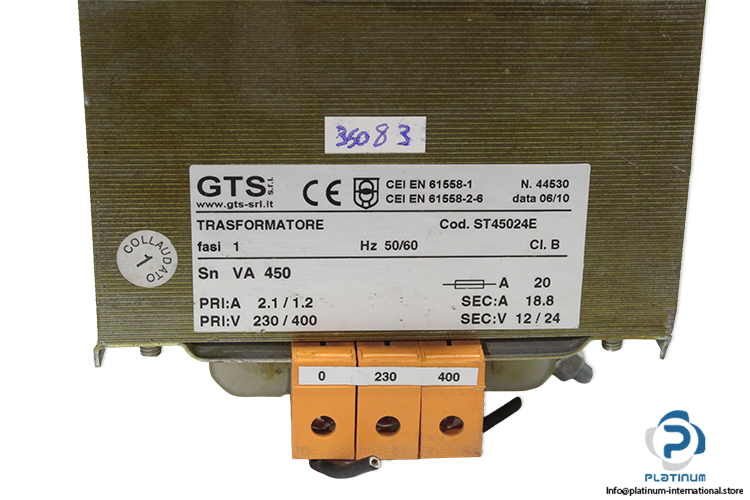 35083
GTS s.r.l.
www.gts-srl.it
CE
CEI EN 61558-1
CEI EN 61558-2-6
N. 44530
data 06/10
TRASFORMATORE
Cod. ST45024E
fasi 1
Hz 50/60
Cl. B
Sn VA 450
A 20
PRI:A 2.1 / 1.2
SEC:A 18.8
PRI:V 230 / 400
SEC:V 12 / 24
COLLAUDATO
1
0
230
400
PLATINUM
Info@platinum-international.store